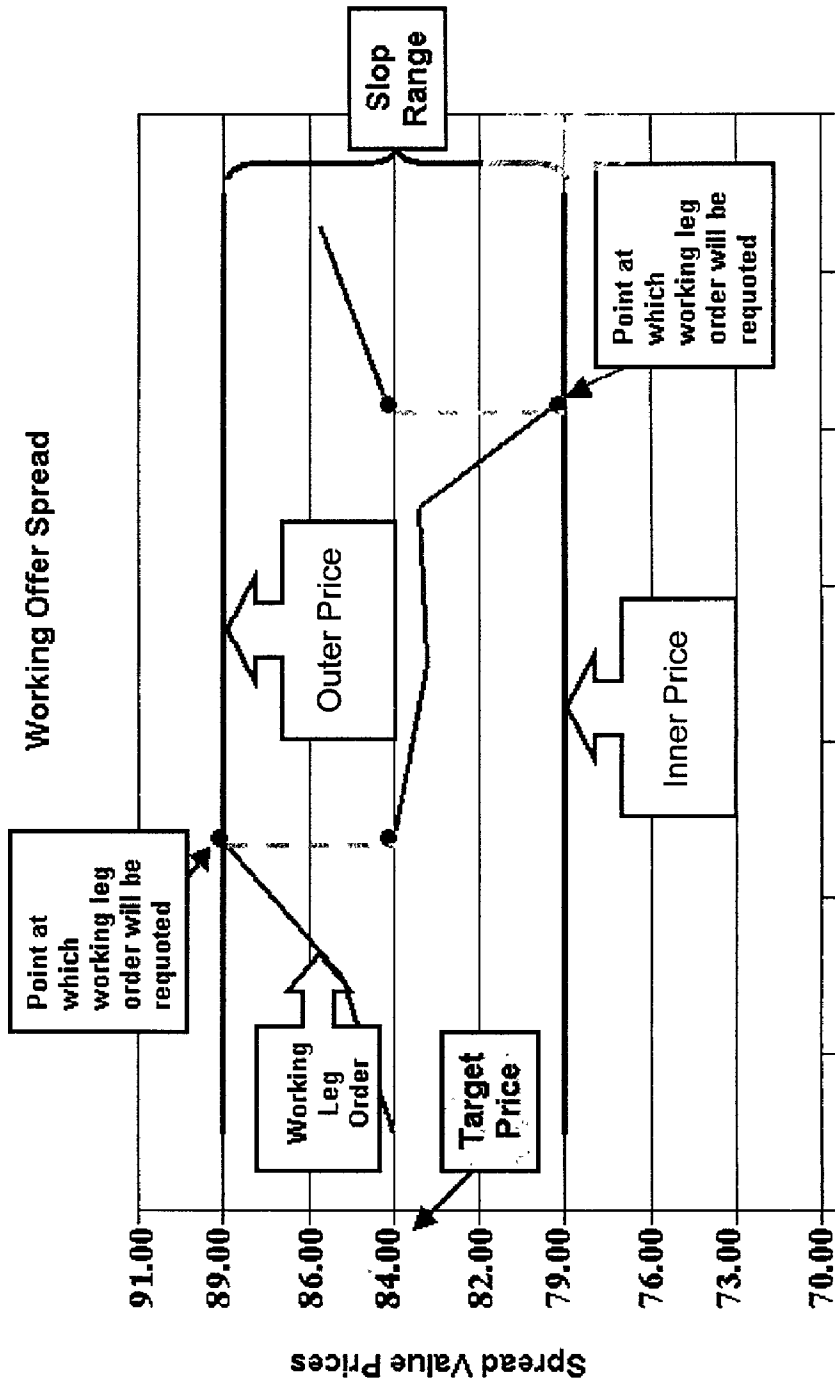 Working Offer Spread
Point at
which
working leg
order will be
requoted
Slop
Range
Outer Price
Working
Leg
Order
Target
Price
Inner Price
Point at
which
working leg
order will be
requoted
Spread Value Prices
91.00
89.00
86.00
84.00
82.00
79.00
76.00
73.00
70.00